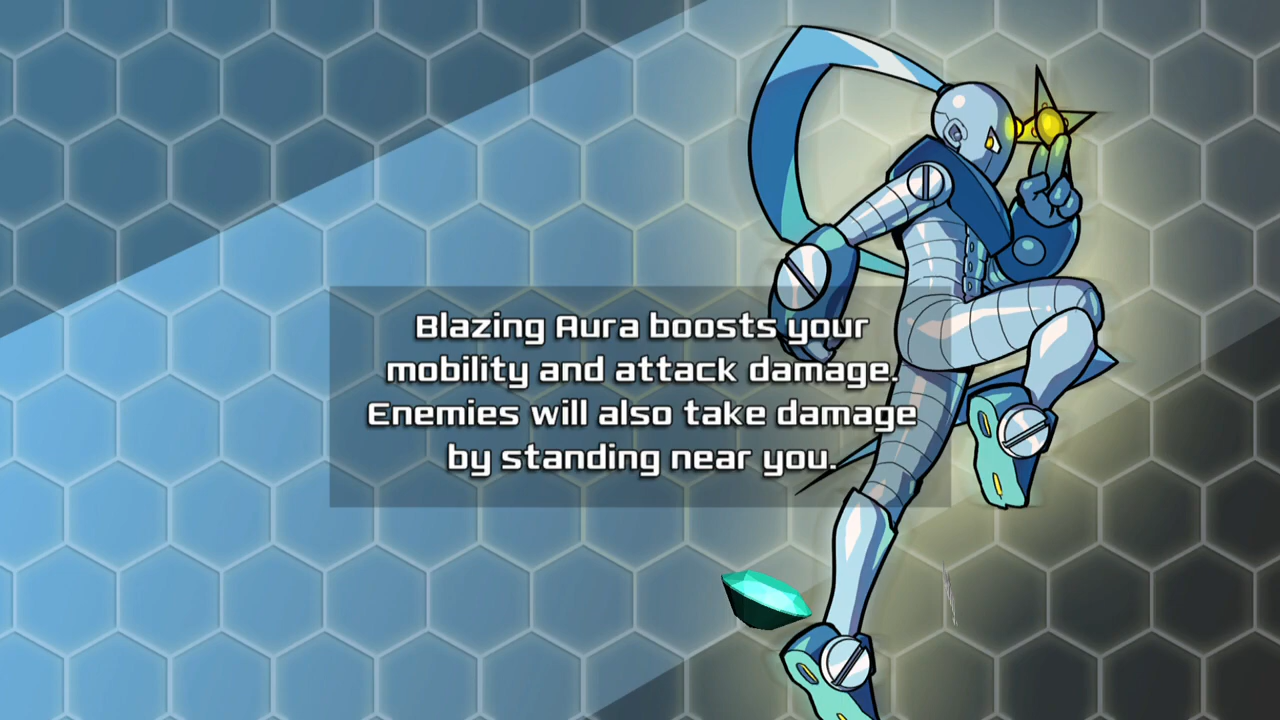 Blazing Aura boosts your
mobility and attack damage.
Enemies will also take damage
by standing near you.